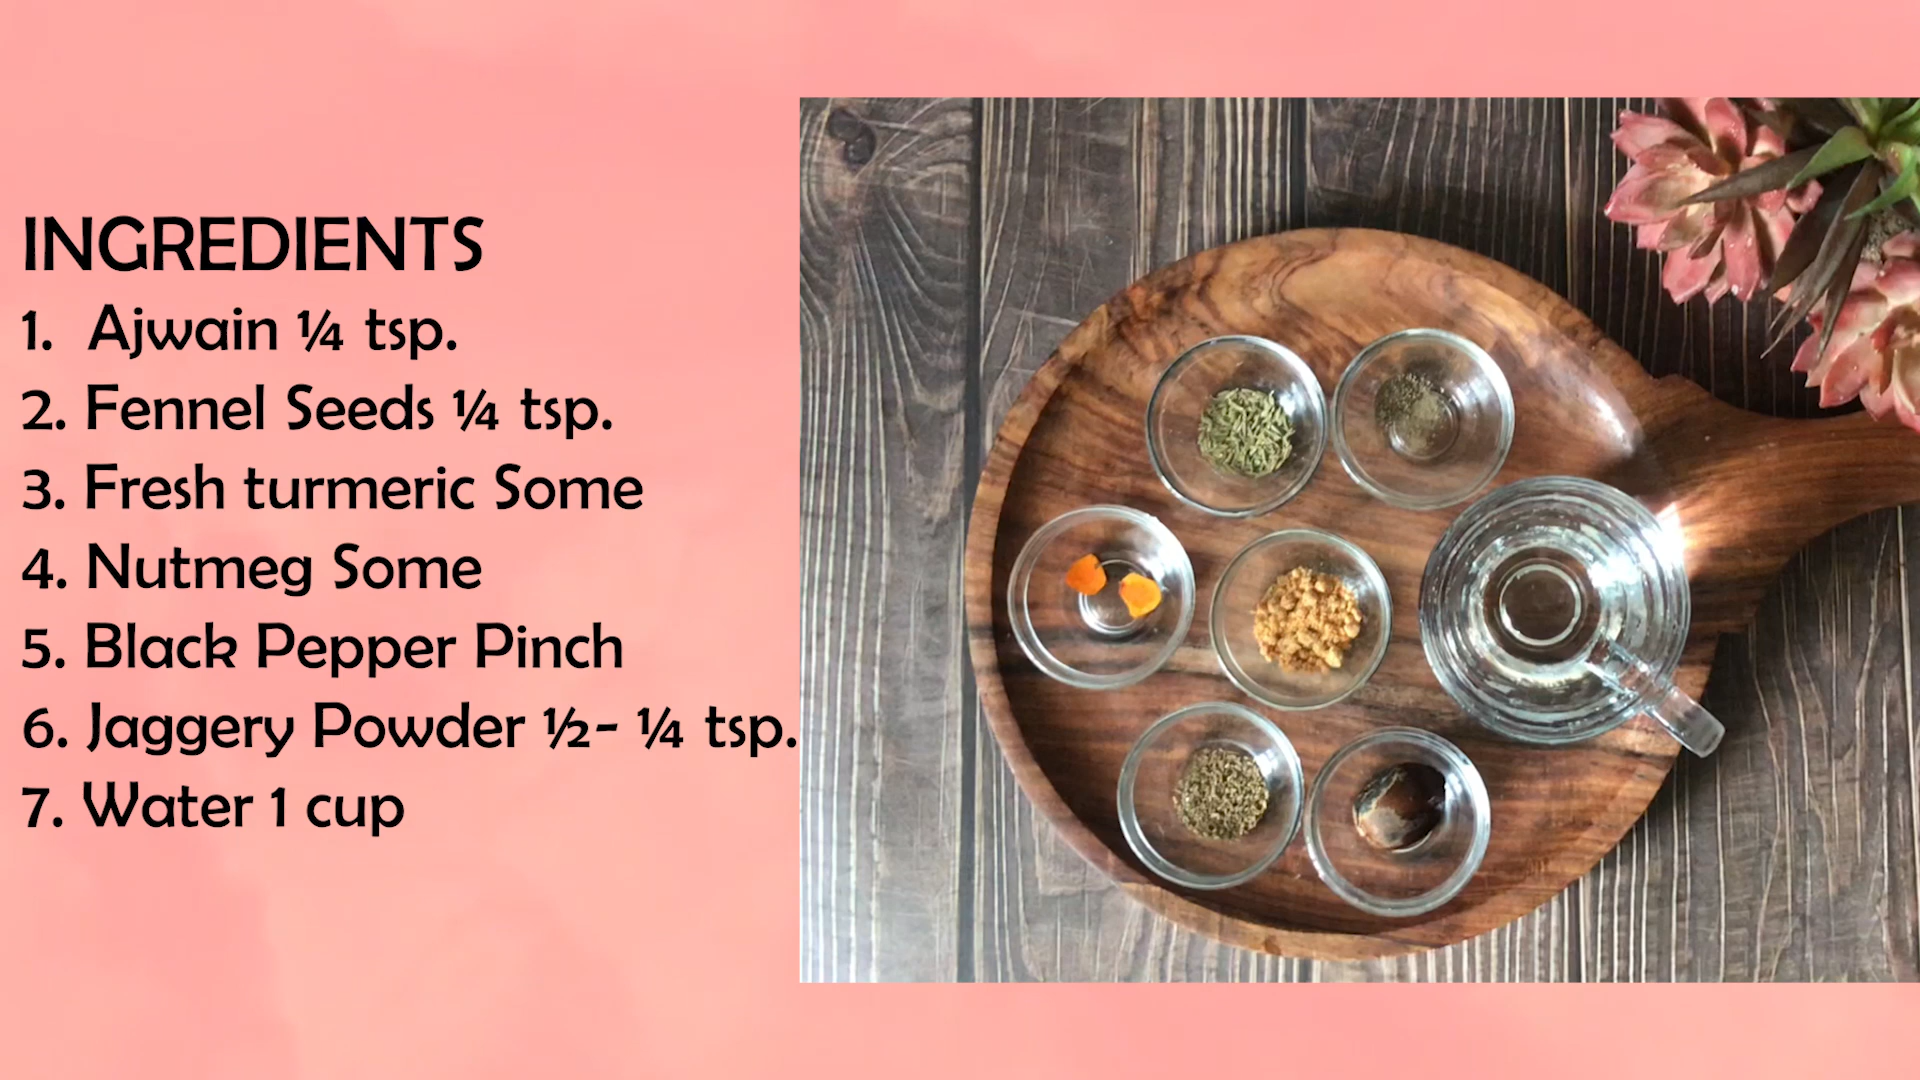 INGREDIENTS
1. Ajwain ¼ tsp.
2. Fennel Seeds ¼ tsp.
3. Fresh turmeric Some
4. Nutmeg Some
5. Black Pepper Pinch
6. Jaggery Powder ½- ¼ tsp.
7. Water 1 cup